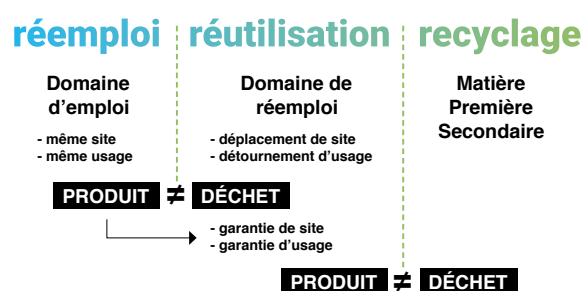 réemploi réutilisation recyclage
Domaine
d'emploi
- même site
- même usage
Domaine de
réemploi
- déplacement de site
- détournement d'usage
Matière
Première
Secondaire
PRODUIT ≠ DÉCHET
- garantie de site
- garantie d'usage
PRODUIT ≠ DÉCHET